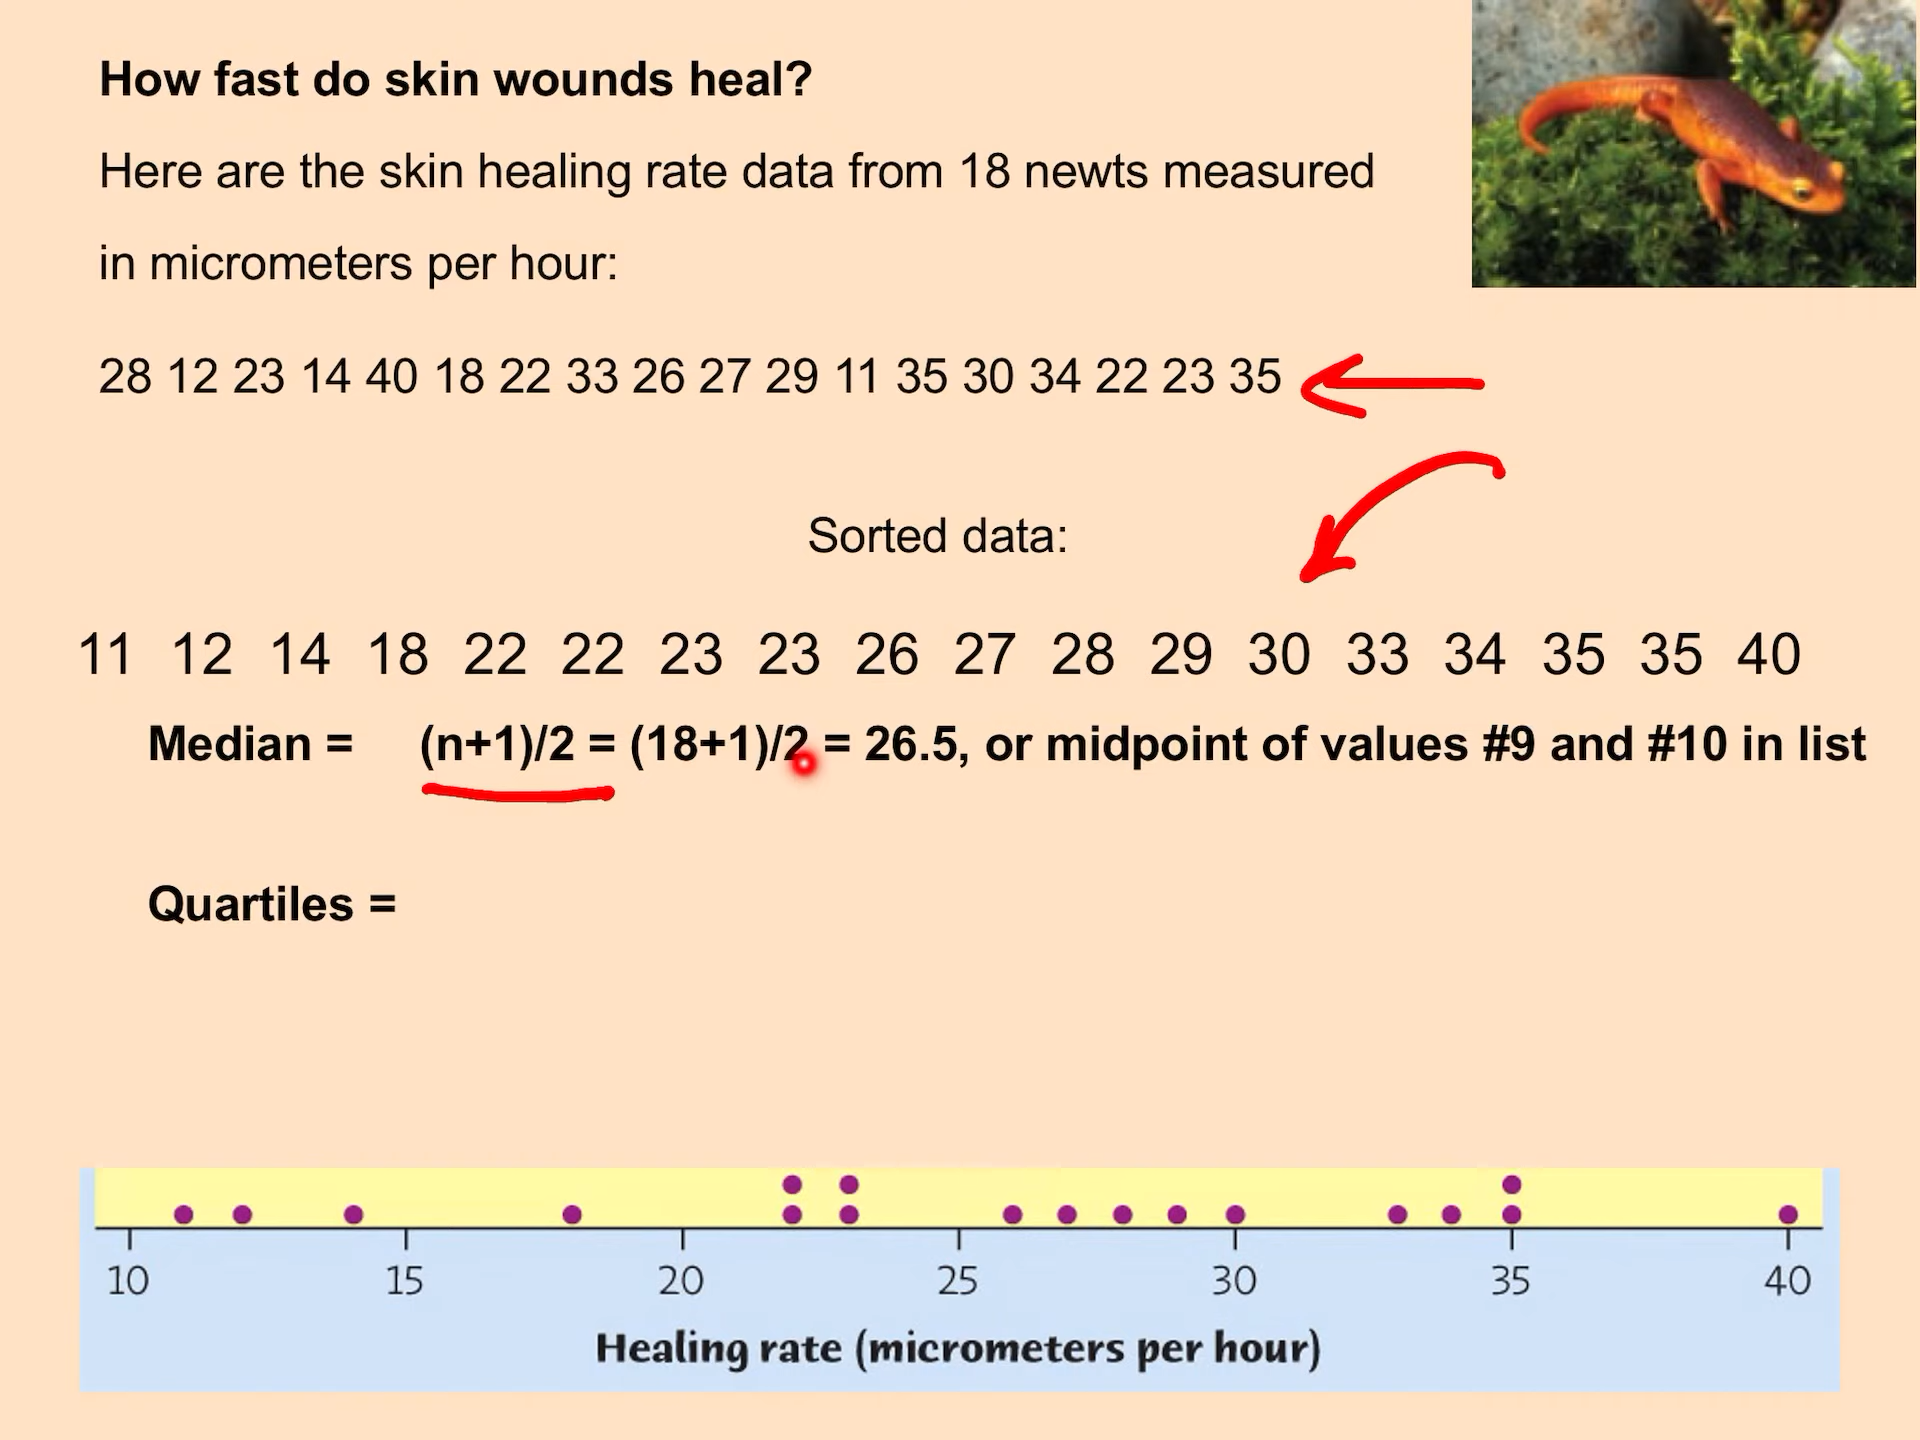 How fast do skin wounds heal?
Here are the skin healing rate data from 18 newts measured
in micrometers per hour:
28 12 23 14 40 18 22 33 26 27 29 11 35 30 34 22 23 35
Sorted data:
11 12 14 18 22 22 23 23 26 27 28 29 30 33 34 35 35 40
Median = (n+1)/2 = (18+1)/2 = 26.5, or midpoint of values #9 and #10 in list
Quartiles =
10 15 20 25 30 35 40
Healing rate (micrometers per hour)